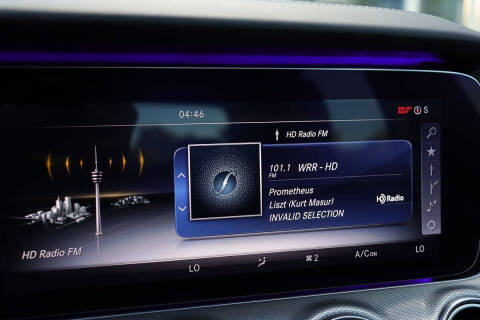 04:46
S
HD Radio FM
101.1 WRR - HD
FM
Prometheus
Liszt (Kurt Masur)
INVALID SELECTION
HD Radio
HD Radio FM
LO
2
A/C ON
LO